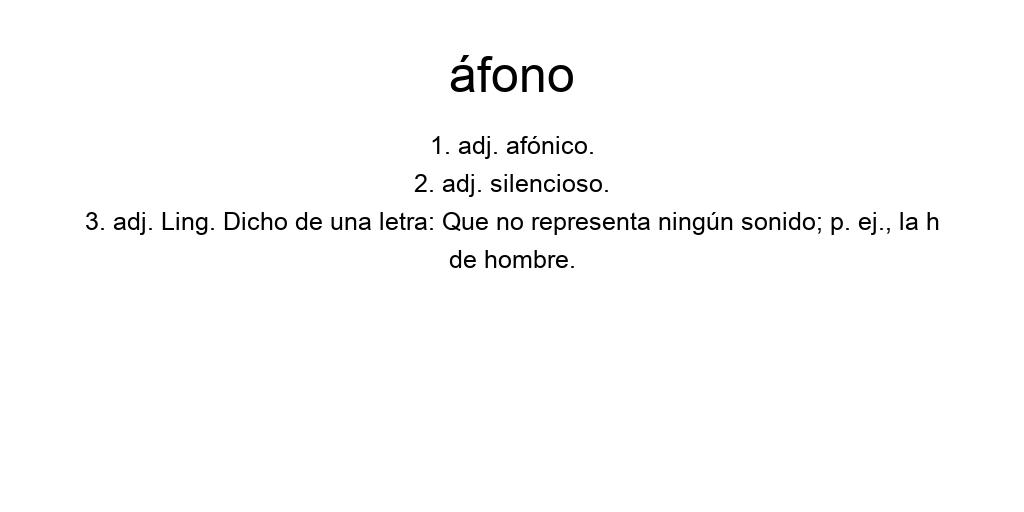 áfono
1. adj. afónico.
2. adj. silencioso.
3. adj. Ling. Dicho de una letra: Que no representa ningún sonido; p. ej., la h
de hombre.